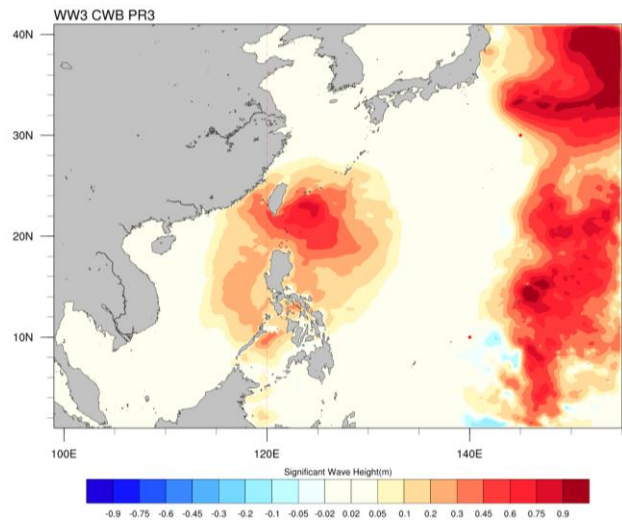 WW3 CWB PR3
40N
30N
20N
10N
100E 120E 140E
Significant Wave Height(m)
-0.9 -0.75 -0.6 -0.45 -0.3 -0.2 -0.1 -0.05 -0.02 0.02 0.05 0.1 0.2 0.3 0.45 0.6 0.75 0.9